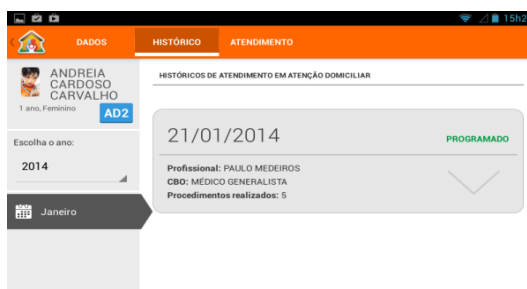 15h2
DADOS
HISTÓRICO
ATENDIMENTO
ANDREIA
CARDOSO
CARVALHO
1 ano, Feminino
AD2
Escolha o ano:
2014
Janeiro
HISTÓRICOS DE ATENDIMENTO EM ATENÇÃO DOMICILIAR
21/01/2014
PROGRAMADO
Profissional: PAULO MEDEIROS
CBO: MÉDICO GENERALISTA
Procedimentos realizados: 5